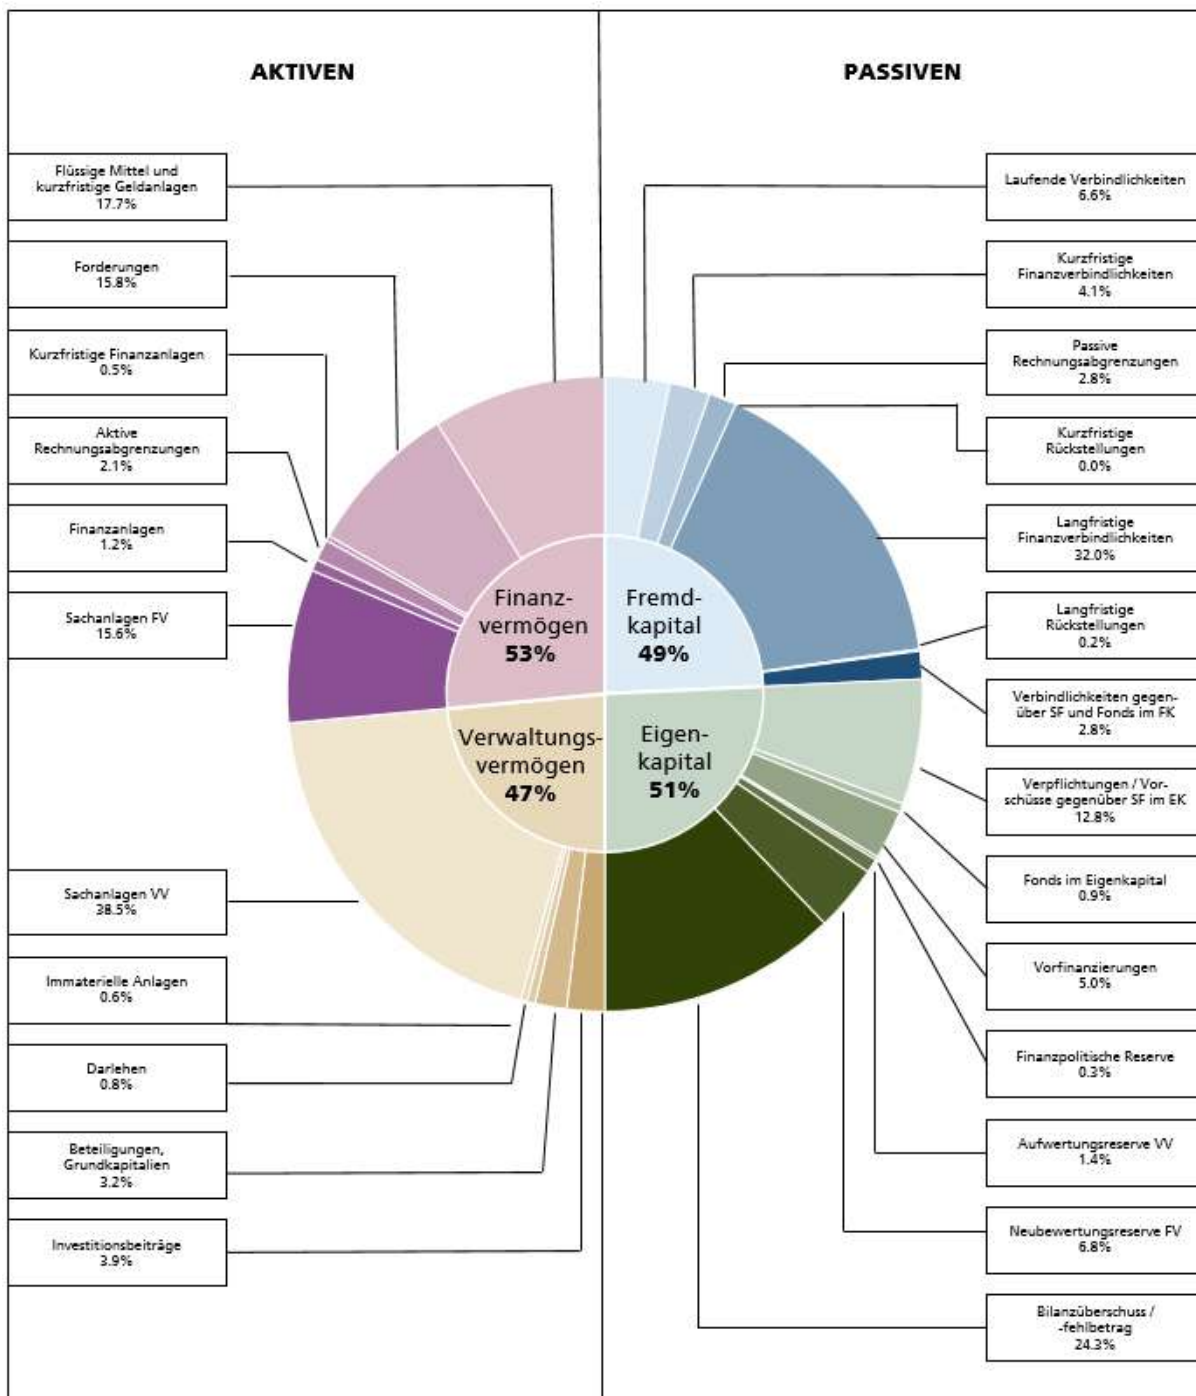 AKTIVEN
Flüssige Mittel und
kurzfristige Geldanlagen
17.7%
Forderungen
15.8%
Kurzfristige Finanzanlagen
0.5%
Aktive
Rechnungsabgrenzungen
2.1%
Finanzanlagen
1.2%
Sachanlagen FV
15.6%
Sachanlagen VV
38.5%
Immaterielle Anlagen
0.6%
Darlehen
0.8%
Beteiligungen,
Grundkapitalien
3.2%
Investitionsbeiträge
3.9%
Finanz-
vermögen
53%
Verwaltungs-
vermögen
47%
Fremd-
kapital
49%
Eigen-
kapital
51%
PASSIVEN
Laufende Verbindlichkeiten
6.6%
Kurzfristige
Finanzverbindlichkeiten
4.1%
Passive
Rechnungsabgrenzungen
2.8%
Kurzfristige
Rückstellungen
0.0%
Langfristige
Finanzverbindlichkeiten
32.0%
Langfristige
Rückstellungen
0.2%
Verbindlichkeiten gegen-
über SF und Fonds im FK
2.8%
Verpflichtungen / Vor-
schüsse gegenüber SF im EK
12.8%
Fonds im Eigenkapital
0.9%
Vorfinanzierungen
5.0%
Finanzpolitische Reserve
0.3%
Aufwertungsreserve VV
1.4%
Neubewertungsreserve FV
6.8%
Bilanzüberschuss /
-fehlbetrag
24.3%